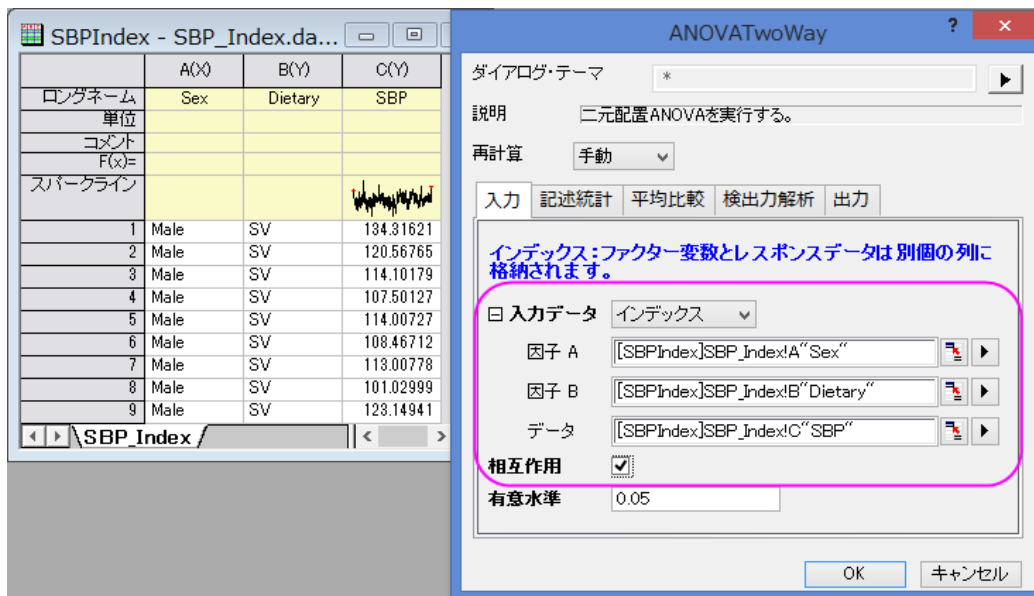 SBPIndex - SBP_Index.da...
A(X) B(Y) C(Y)
ロングネーム Sex Dietary SBP
単位
コメント
F(x)=
スパークライン
1 Male SV 134.31621
2 Male SV 120.56765
3 Male SV 114.10179
4 Male SV 107.50127
5 Male SV 114.00727
6 Male SV 108.46712
7 Male SV 113.00778
8 Male SV 101.02999
9 Male SV 123.14941
SBP_Index
ANOVATwoWay ? ×
ダイアログ・テーマ *
説明 二元配置ANOVAを実行する。
再計算 手動
入力 記述統計 平均比較 検出力解析 出力
インデックス：ファクター変数とレスポンスデータは 別個の列に
格納されます。
入力データ インデックス
因子 A [SBPIndex]SBP_Index!A"Sex"
因子 B [SBPIndex]SBP_Index!B"Dietary"
データ [SBPIndex]SBP_Index!C"SBP"
相互作用
有意水準 0.05
OK キャンセル